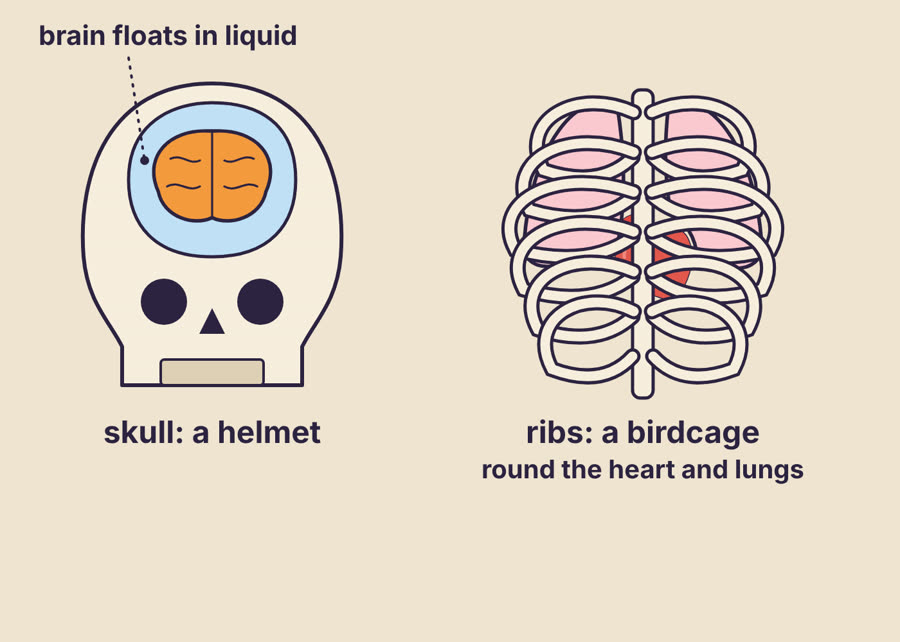 brain floats in liquid
skull: a helmet
ribs: a birdcage
round the heart and lungs